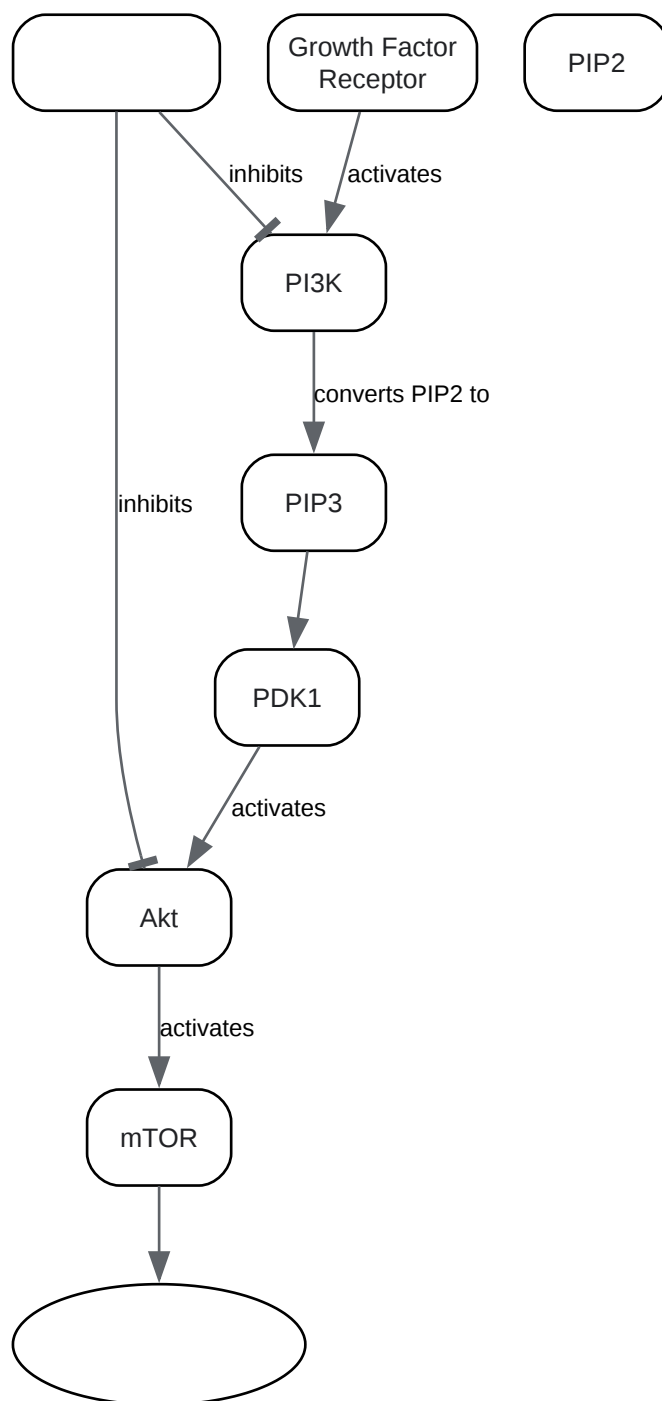 Growth Factor
Receptor
PIP2
inhibits
activates
PI3K
converts PIP2 to
PIP3
inhibits
PDK1
activates
Akt
activates
mTOR